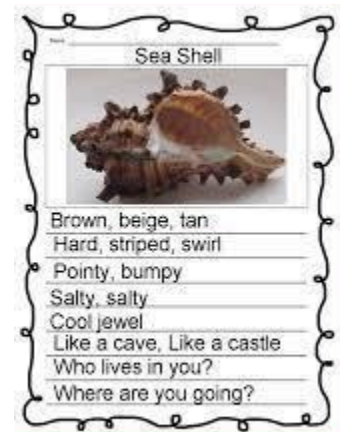 Name
Sea Shell
Brown, beige, tan
Hard, striped, swirl
Pointy, bumpy
Salty, salty
Cool jewel
Like a cave, Like a castle
Who lives in you?
Where are you going?